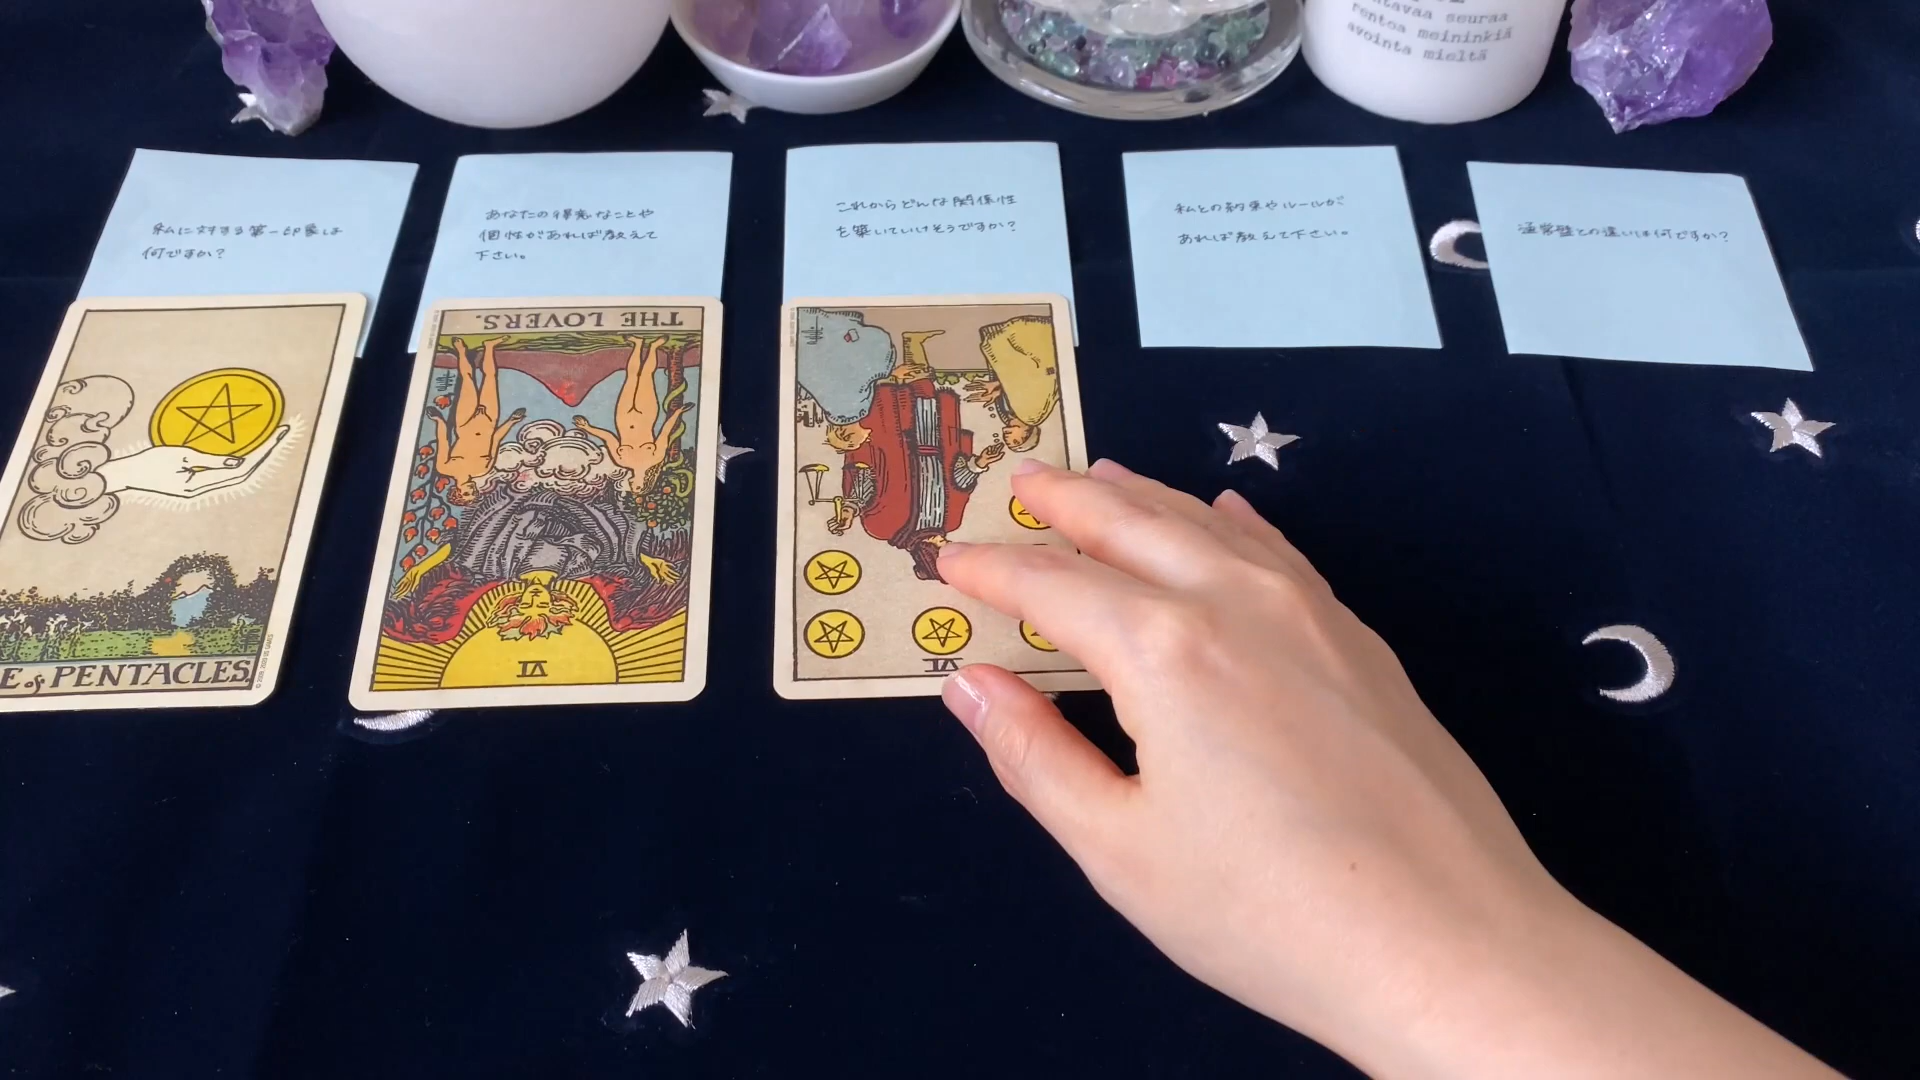 rentoa meininkiä
avointa mieltä
私に対する第一印象は
何ですか?
あなたの得意なことや
個性があれば教えて
下さい。
これからどんな関係性
を築いていけそうですか?
私との約束やルールが
あれば教えて下さい。
通常盤との違いは何ですか?
E of PENTACLES.
THE LOVERS.
VI
VI